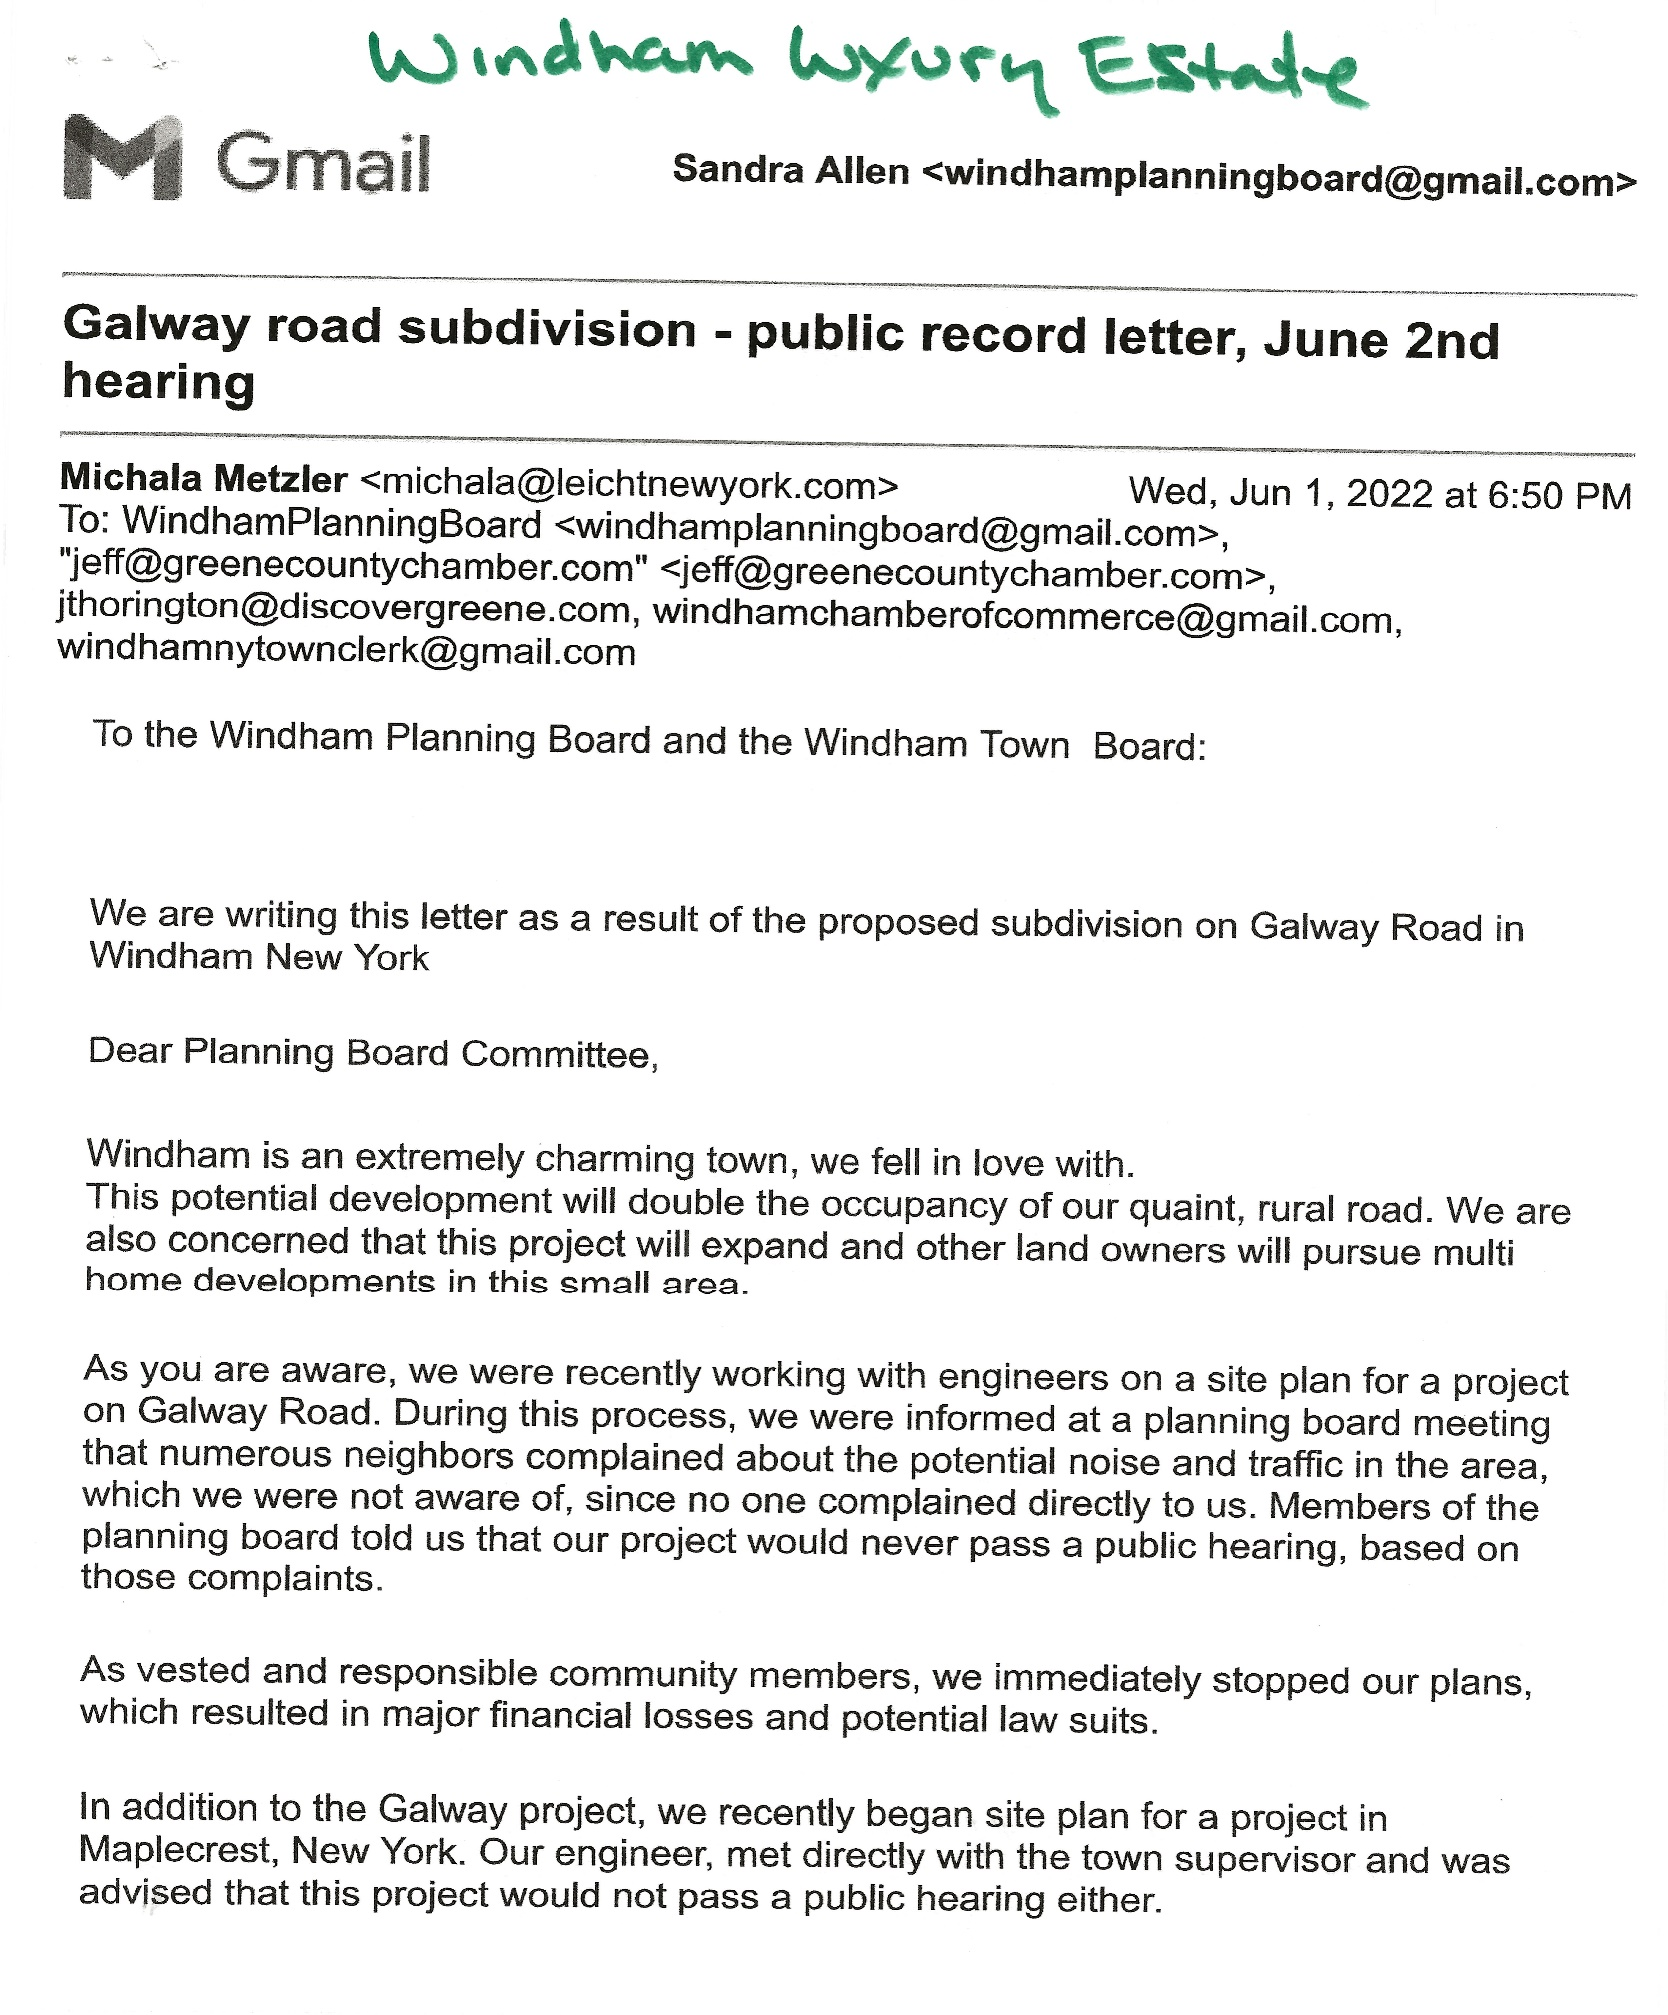 Windham Luxury Estate
Gmail
Sandra Allen <windhamplanningboard@gmail.com>
Galway road subdivision - public record letter, June 2nd
hearing
Michala Metzler <michala@leichtnewyork.com> Wed, Jun 1, 2022 at 6:50 PM
To: WindhamPlanningBoard <windhamplanningboard@gmail.com>,
"jeff@greenecountychamber.com" <jeff@greenecountychamber.com>,
jthorington@discovergreene.com, windhamchamberofcommerce@gmail.com,
windhamnytownclerk@gmail.com
To the Windham Planning Board and the Windham Town Board:
We are writing this letter as a result of the proposed subdivision on Galway Road in
Windham New York
Dear Planning Board Committee,
Windham is an extremely charming town, we fell in love with.
This potential development will double the occupancy of our quaint, rural road. We are
also concerned that this project will expand and other land owners will pursue multi
home developments in this small area.
As you are aware, we were recently working with engineers on a site plan for a project
on Galway Road. During this process, we were informed at a planning board meeting
that numerous neighbors complained about the potential noise and traffic in the area,
which we were not aware of, since no one complained directly to us. Members of the
planning board told us that our project would never pass a public hearing, based on
those complaints.
As vested and responsible community members, we immediately stopped our plans,
which resulted in major financial losses and potential law suits.
In addition to the Galway project, we recently began site plan for a project in
Maplecrest, New York. Our engineer, met directly with the town supervisor and was
advised that this project would not pass a public hearing either.